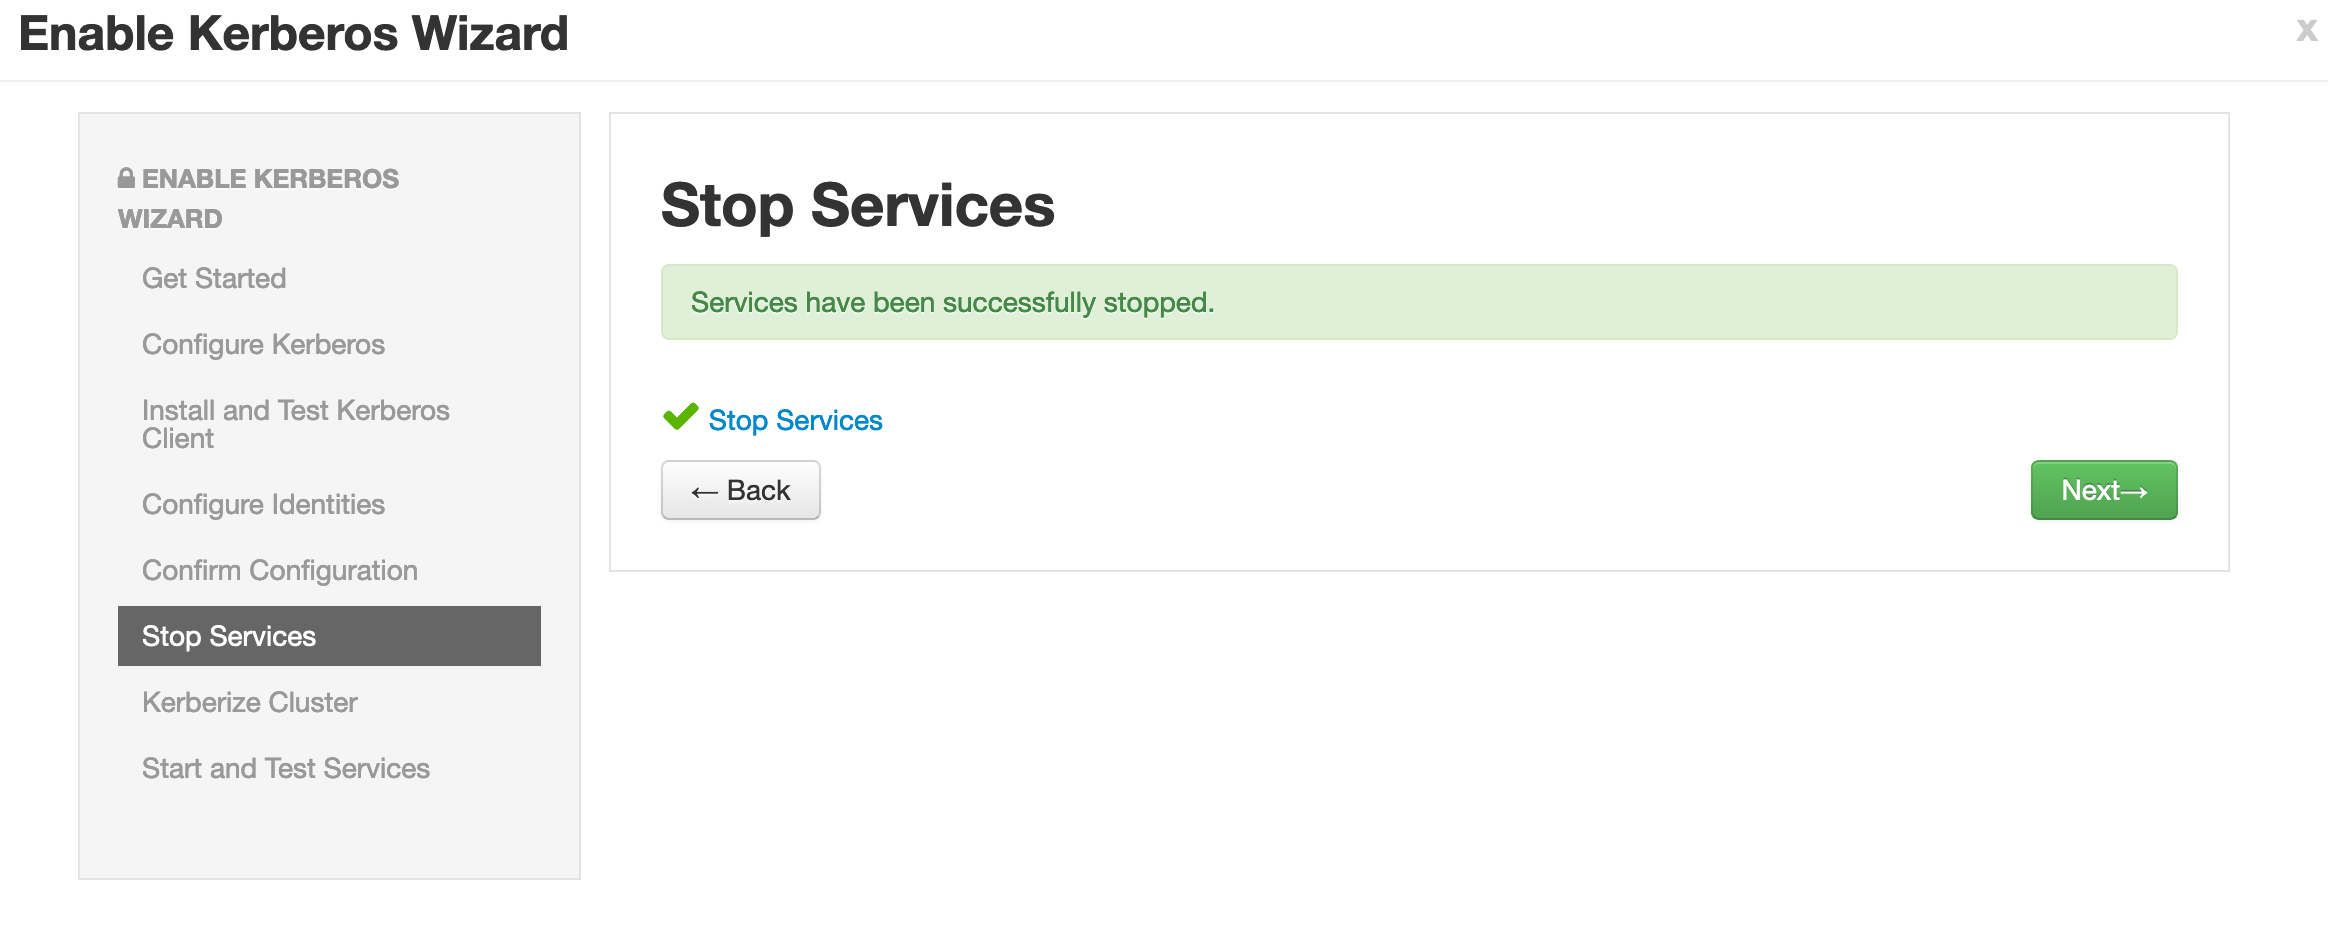 Enable Kerberos Wizard
x
ENABLE KERBEROS
WIZARD
Get Started
Configure Kerberos
Install and Test Kerberos
Client
Configure Identities
Confirm Configuration
Stop Services
Kerberize Cluster
Start and Test Services
Stop Services
Services have been successfully stopped.
Stop Services
← Back
Next→